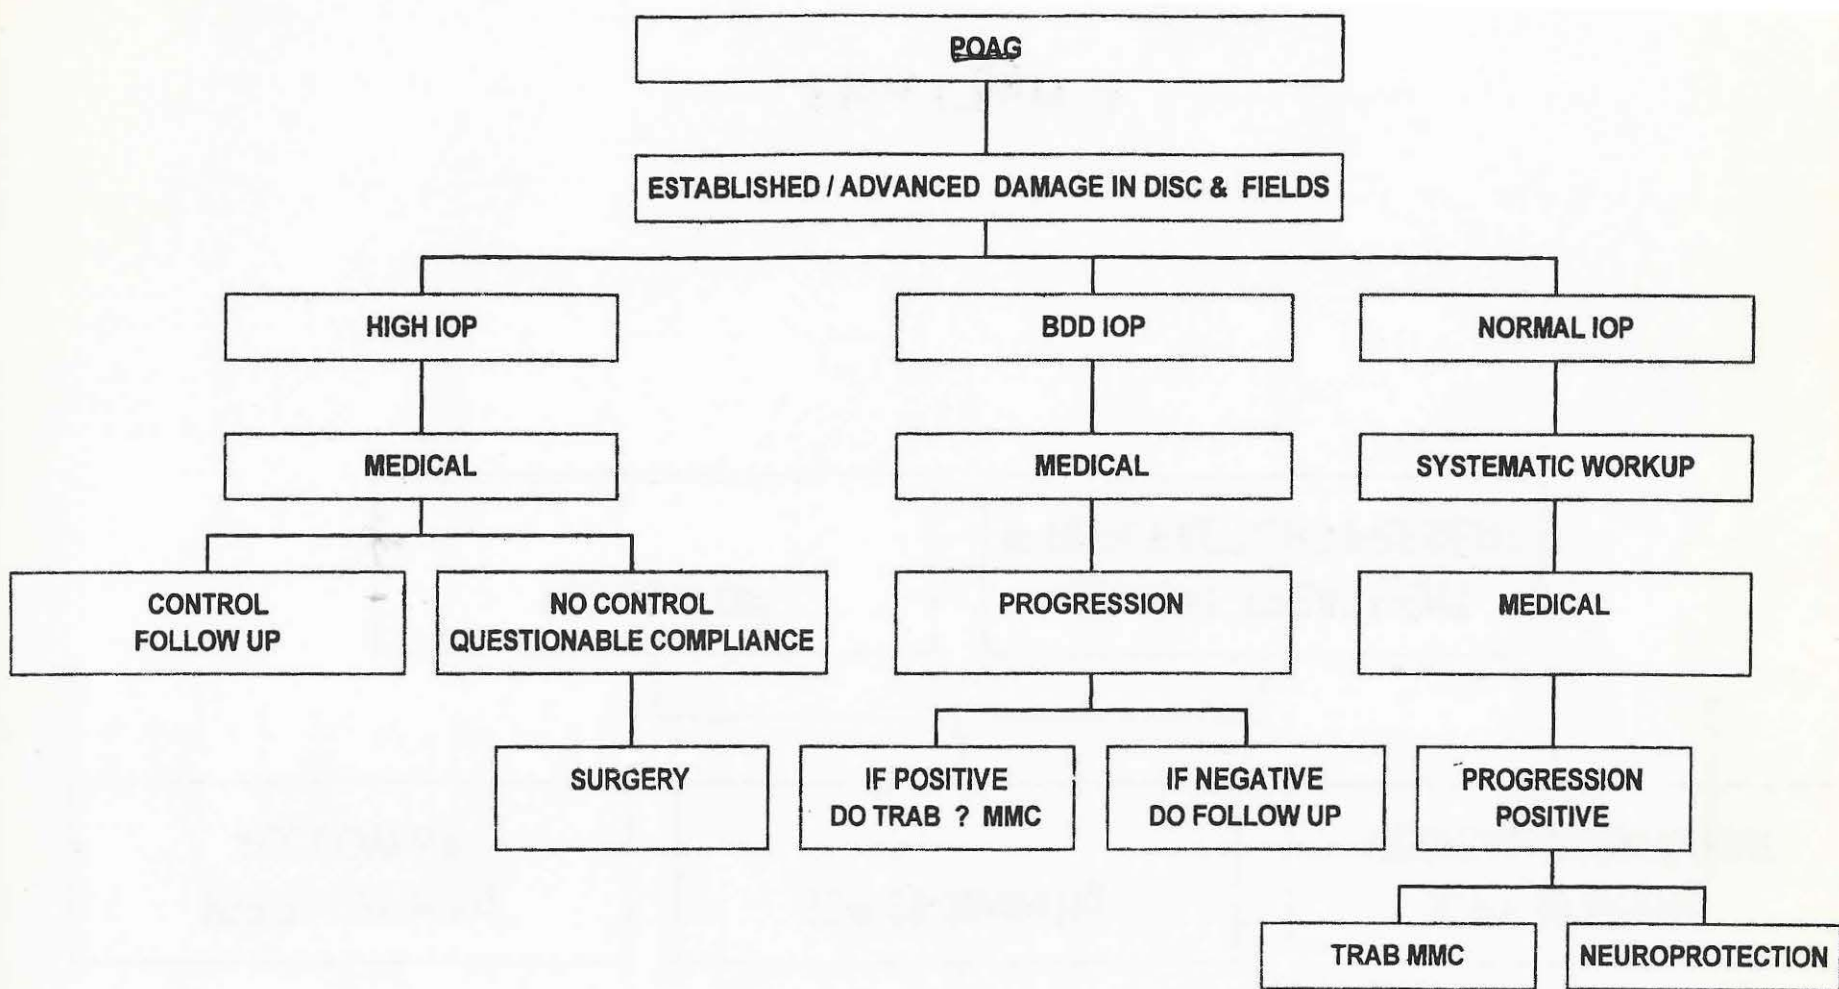 POAG
ESTABLISHED / ADVANCED DAMAGE IN DISC & FIELDS
HIGH IOP
BDD IOP
NORMAL IOP
MEDICAL
MEDICAL
SYSTEMATIC WORKUP
CONTROL
FOLLOW UP
NO CONTROL
QUESTIONABLE COMPLIANCE
PROGRESSION
MEDICAL
SURGERY
IF POSITIVE
DO TRAB ? MMC
IF NEGATIVE
DO FOLLOW UP
PROGRESSION
POSITIVE
TRAB MMC
NEUROPROTECTION